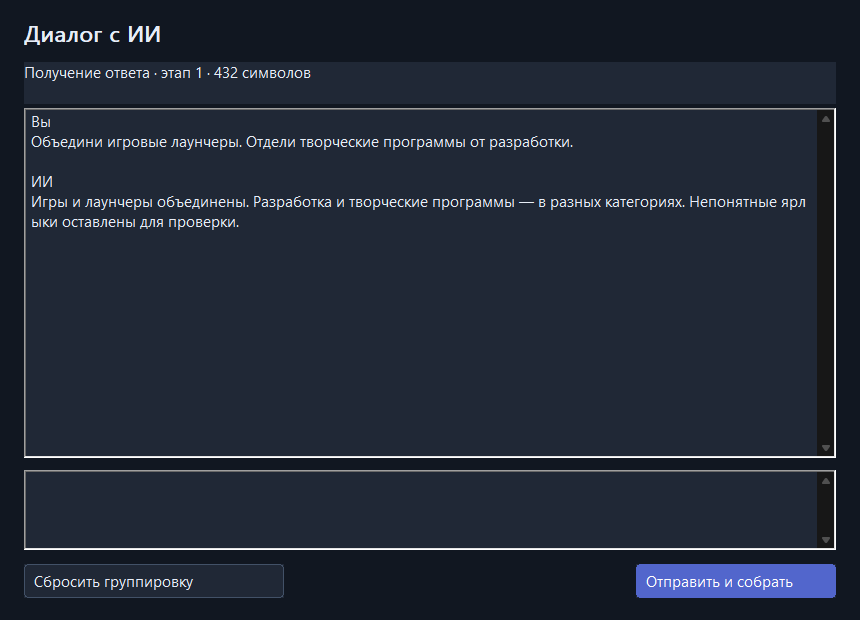 Диалог с ИИ
Получение ответа · этап 1 · 432 символов
Вы
Объедини игровые лаунчеры. Отдели творческие программы от разработки.
ИИ
Игры и лаунчеры объединены. Разработка и творческие программы — в разных категориях. Непонятные ярл
ыки оставлены для проверки.
Сбросить группировку
Отправить и собрать